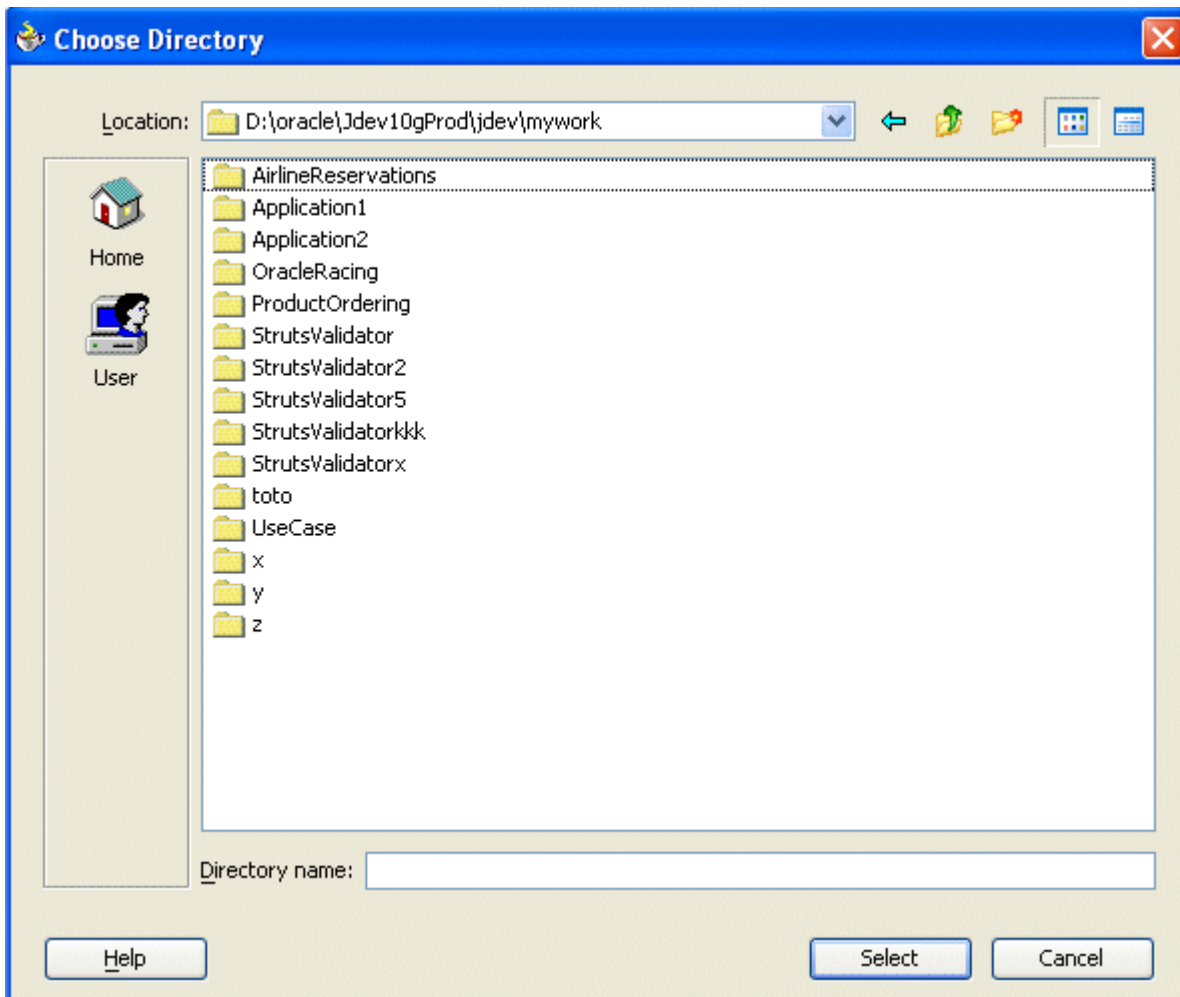 Choose Directory
Location: D:\oracle\Jdev10gProd\jdev\mywork
Home
User
AirlineReservations
Application1
Application2
OracleRacing
ProductOrdering
StrutsValidator
StrutsValidator2
StrutsValidator5
StrutsValidatorkkk
StrutsValidatorx
toto
UseCase
x
y
z
Directory name:
Help Select Cancel